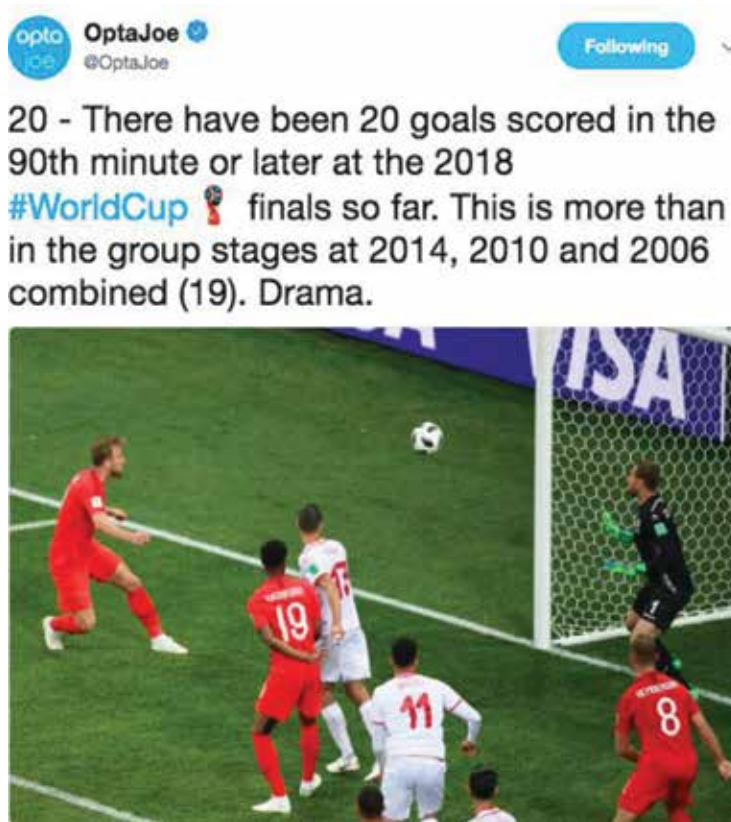 opto
joe
OptaJoe
@OptaJoe
Following
20 - There have been 20 goals scored in the
90th minute or later at the 2018
#WorldCup finals so far. This is more than
in the group stages at 2014, 2010 and 2006
combined (19). Drama.
VISA
19
11
8
1